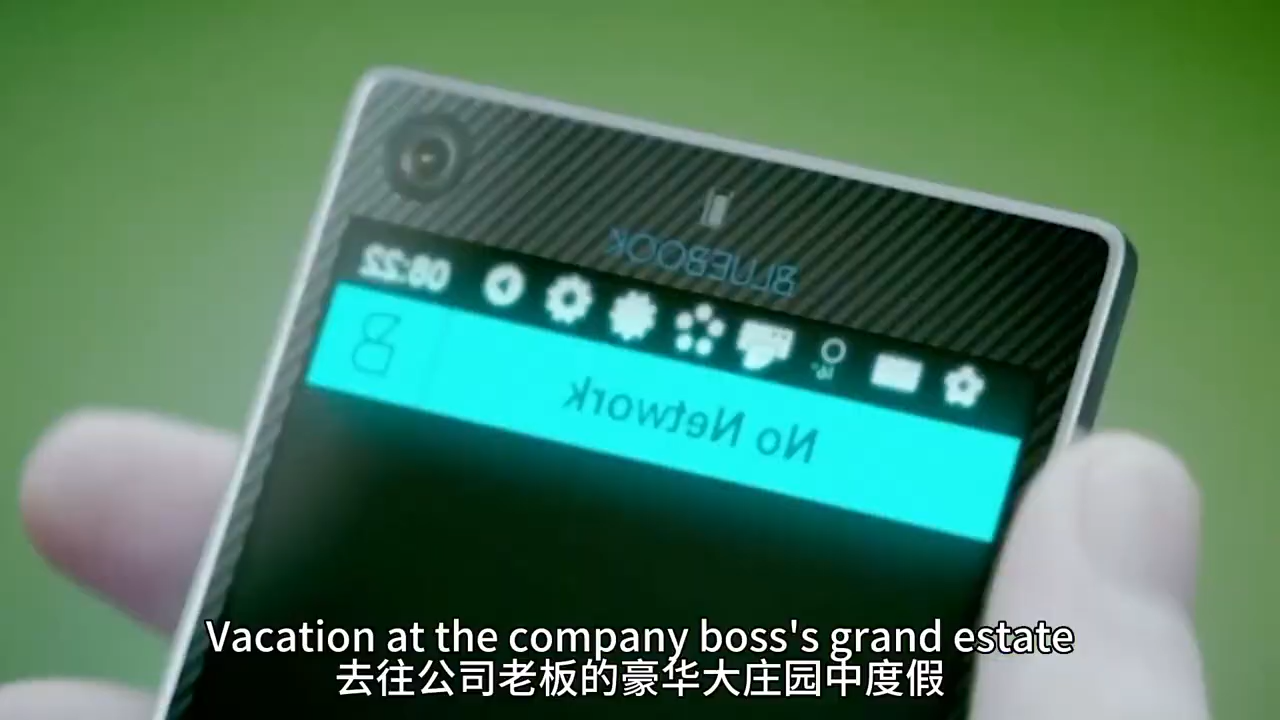 BLUEBOOK
08:22
No Network
Vacation at the company boss's grand estate
去往公司老板的豪华大庄园中度假